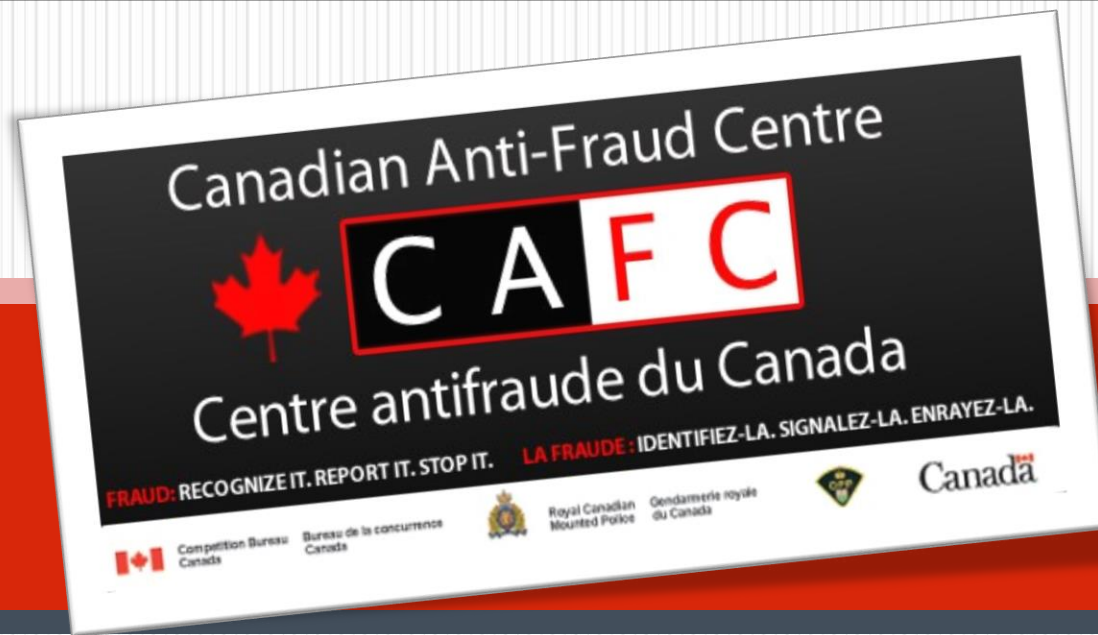 Canadian Anti-Fraud Centre
C A F C
Centre antifraude du Canada
FRAUD: RECOGNIZE IT. REPORT IT. STOP IT. LA FRAUDE : IDENTIFIEZ-LA. SIGNALEZ-LA. ENRAYEZ-LA.
Competition Bureau
Canada
Bureau de la concurrence
Canada
Royal Canadian
Mounted Police
Gendarmerie royale
du Canada
OPP
Canada